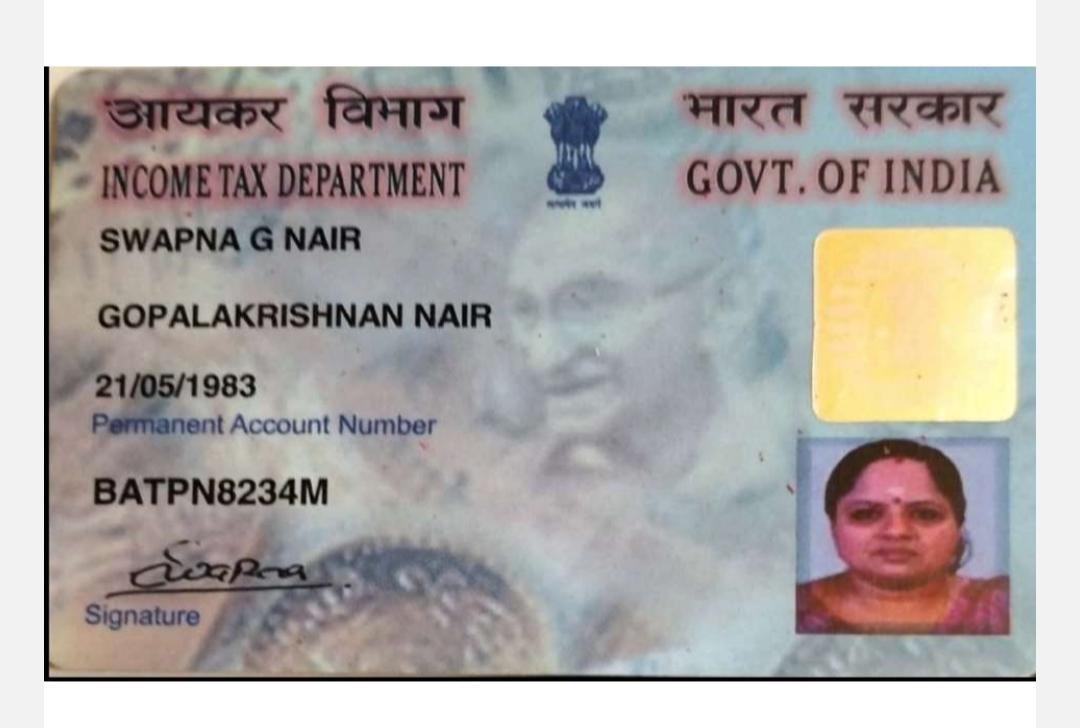 आयकर विभाग
भारत सरकार
INCOME TAX DEPARTMENT
GOVT. OF INDIA
SWAPNA G NAIR
GOPALAKRISHNAN NAIR
21/05/1983
Permanent Account Number
BATPN8234M
Swapna
Signature